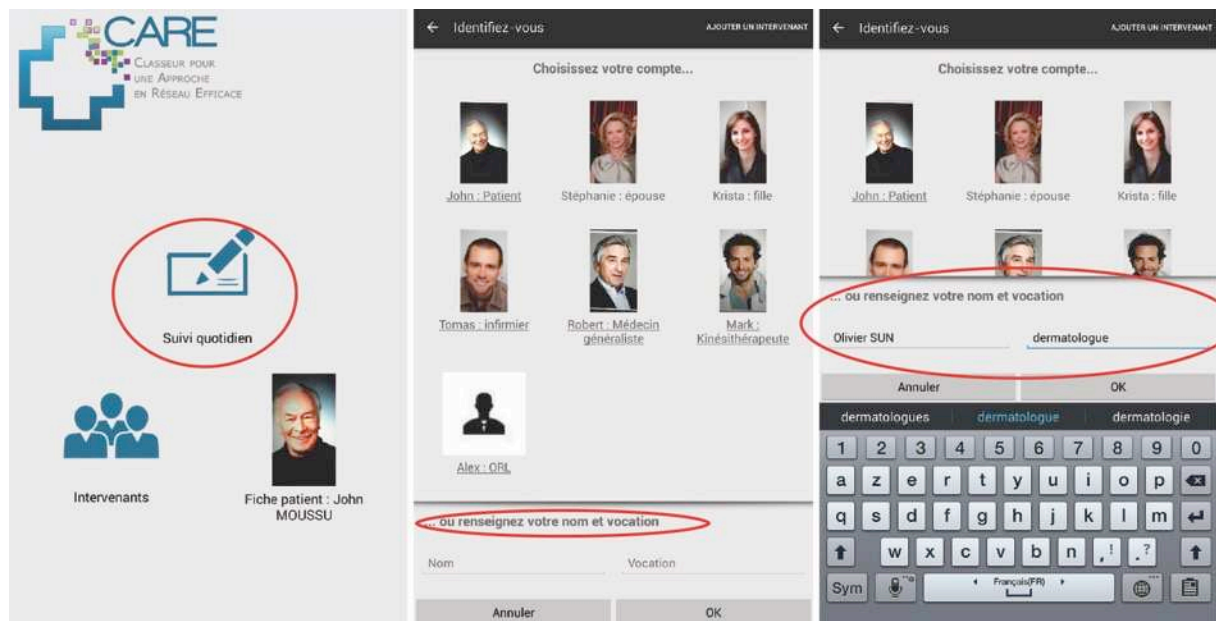 CARE
CLASSEUR POUR
UNE APPROCHE
EN RÉSEAU EFFICACE
Suivi quotidien
Intervenants
Fiche patient : John
MOUSSU
Identifiez-vous
AJOUTER UN INTERVENANT
Choisissez votre compte...
John : Patient
Stéphanie : épouse
Krista : fille
Tomas : infirmier
Robert : Médecin
généraliste
Mark :
Kinésithérapeute
Alex : ORL
... ou renseignez votre nom et vocation
Nom
Vocation
Annuler
OK
Identifiez-vous
AJOUTER UN INTERVENANT
Choisissez votre compte...
John : Patient
Stéphanie : épouse
Krista : fille
... ou renseignez votre nom et vocation
Olivier SUN
dermatologue
Annuler
OK
dermatologues dermatologue dermatologie
1 2 3 4 5 6 7 8 9 0
a z e r t y u i o p
q s d f g h j k l m
w x c v b n , ! . ?
Sym
Français(FR)